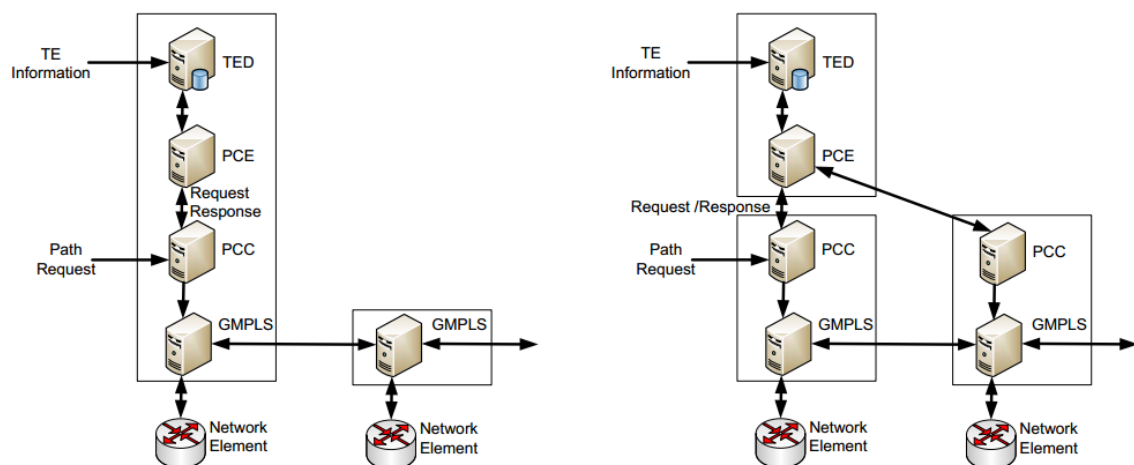 TE
Information
TED
PCE
Request
Response
Path
Request
PCC
GMPLS
GMPLS
Network
Element
Network
Element
TE
Information
TED
PCE
Request /Response
Path
Request
PCC
PCC
GMPLS
GMPLS
Network
Element
Network
Element